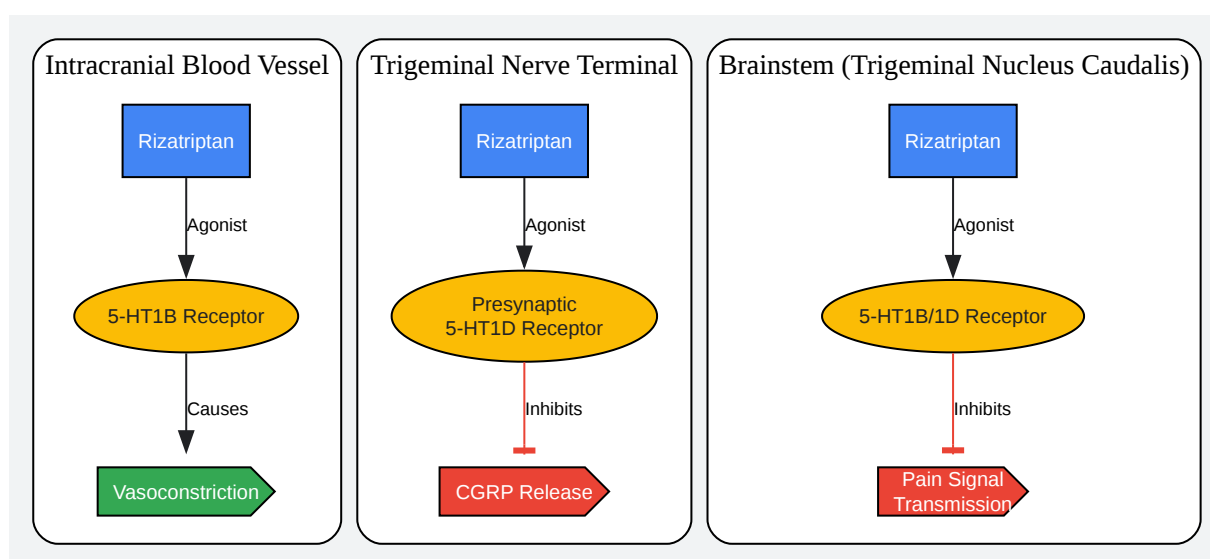 Intracranial Blood Vessel
Rizatriptan
Agonist
5-HT1B Receptor
Causes
Vasoconstriction
Trigeminal Nerve Terminal
Rizatriptan
Agonist
Presynaptic
5-HT1D Receptor
Inhibits
CGRP Release
Brainstem (Trigeminal Nucleus Caudalis)
Rizatriptan
Agonist
5-HT1B/1D Receptor
Inhibits
Pain Signal
Transmission